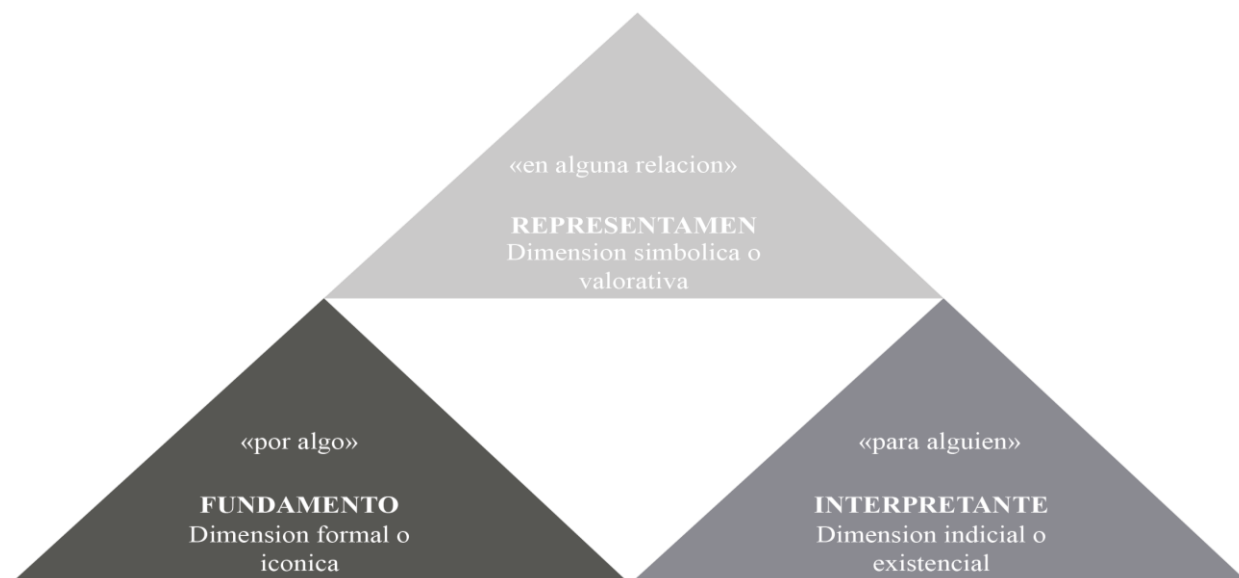 «en alguna relacion»
REPRESENTAMEN
Dimension simbolica o
valorativa
«por algo»
FUNDAMENTO
Dimension formal o
iconica
«para alguien»
INTERPRETANTE
Dimension indicial o
existencial